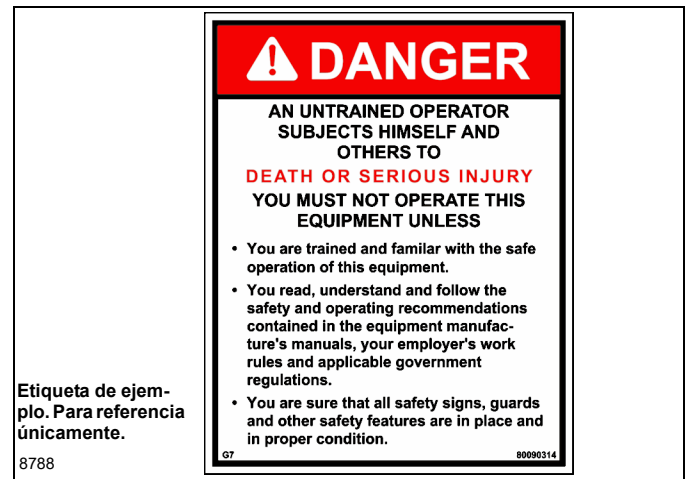 DANGER
AN UNTRAINED OPERATOR
SUBJECTS HIMSELF AND
OTHERS TO
DEATH OR SERIOUS INJURY
YOU MUST NOT OPERATE THIS
EQUIPMENT UNLESS
• You are trained and familar with the safe
operation of this equipment.
• You read, understand and follow the
safety and operating recommendations
contained in the equipment manufac-
ture's manuals, your employer's work
rules and applicable government
regulations.
• You are sure that all safety signs, guards
and other safety features are in place and
in proper condition.
G7 80090314
Etiqueta de ejem-
plo. Para referencia
únicamente.
8788